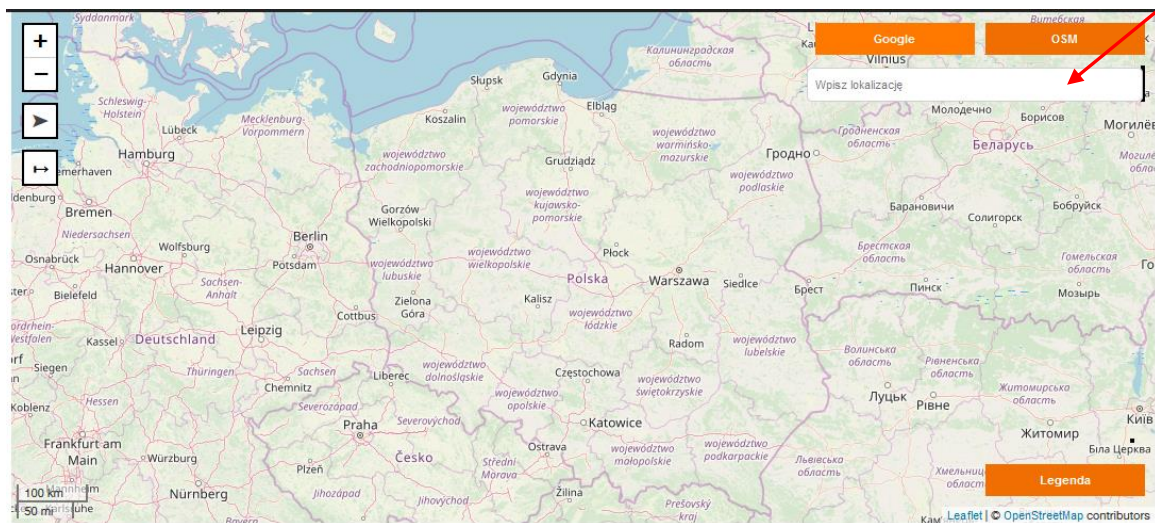 Syddanmark
Витебская
Google
OSM
Vilnius
Калининградская
область
Wpisz lokalizację
Słupsk
Gdynia
Elbląg
Koszalin
województwo
pomorskie
województwo
warmińsko-
mazurskie
Молодечно
Борисов
Могилёв
Schleswig-
Holstein
Lübeck
Mecklenburg-
Vorpommern
Hamburg
województwo
zachodniopomorskie
Grudziądz
Гродно
Гродненская
область
Беларусь
województwo
podlaskie
województwo
kujawsko-
pomorskie
Bremen
Gorzów
Wielkopolski
Барановичи
Солигорск
Бобруйск
Niedersachsen
Wolfsburg
Berlin
Potsdam
Osnabrück
Hannover
województwo
lubuskie
województwo
wielkopolskie
Płock
Polska
Warszawa
Siedlce
Брест
Брестская
область
Пинск
Гомельская
область
Мозырь
Bielefeld
Sachsen-
Anhalt
Cottbus
Zielona
Góra
Kalisz
województwo
łódzkie
Kassel
Deutschland
Leipzig
Radom
województwo
lubelskie
Волинська
область
Рівненська
область
Siegen
Thüringen
Sachsen
Chemnitz
Liberec
województwo
dolnośląskie
Częstochowa
województwo
świętokrzyskie
Житомирська
область
Луцьк
Рівне
Koblenz
Hessen
Severozápad
Praha
Severovýchod
województwo
opolskie
Katowice
Київ
Житомир
Frankfurt am
Main
Würzburg
Plzeň
Česko
Střední
Morava
Ostrava
województwo
małopolskie
województwo
podkarpackie
Львівська
область
Біла Церква
Legenda
100 km
50 mi
Nürnberg
Jihozápad
Jihovýchod
Žilina
Prešovský
kraj
Bayern
Leaflet | © OpenStreetMap contributors